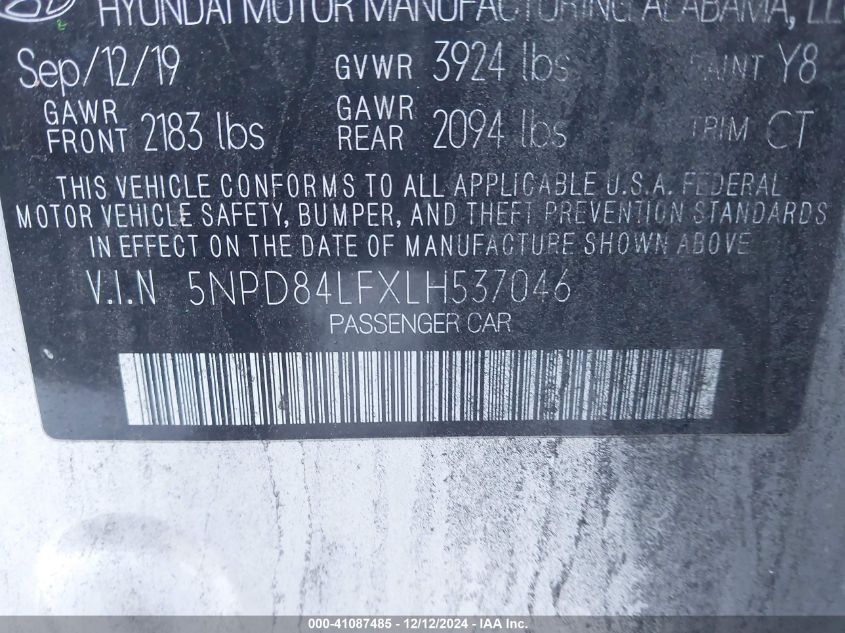 HYUNDAI MOTOR MANUFACTURING ALABAMA, LLC
Sep/12/19 GVWR 3924 lbs PAINT Y8
GAWR FRONT 2183 lbs GAWR REAR 2094 lbs TRIM CT
THIS VEHICLE CONFORMS TO ALL APPLICABLE U.S.A. FEDERAL
MOTOR VEHICLE SAFETY, BUMPER, AND THEFT PREVENTION STANDARDS
IN EFFECT ON THE DATE OF MANUFACTURE SHOWN ABOVE
V.I.N 5NPD84LFXLH537046
PASSENGER CAR
000-41087485 - 12/12/2024 - IAA Inc.